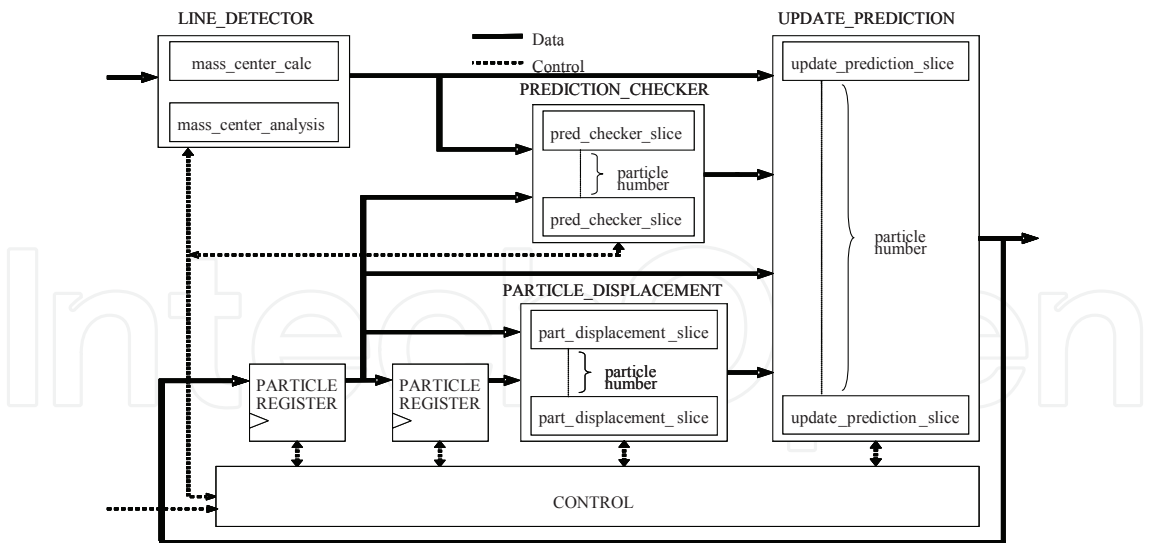 LINE_DETECTOR
UPDATE_PREDICTION
Data
Control
mass_center_calc
mass_center_analysis
update_prediction_slice
PREDICTION_CHECKER
pred_checker_slice
particle
number
pred_checker_slice
particle
number
PARTICLE_DISPLACEMENT
part_displacement_slice
particle
number
part_displacement_slice
PARTICLE
REGISTER
PARTICLE
REGISTER
update_prediction_slice
CONTROL
IntechOpen